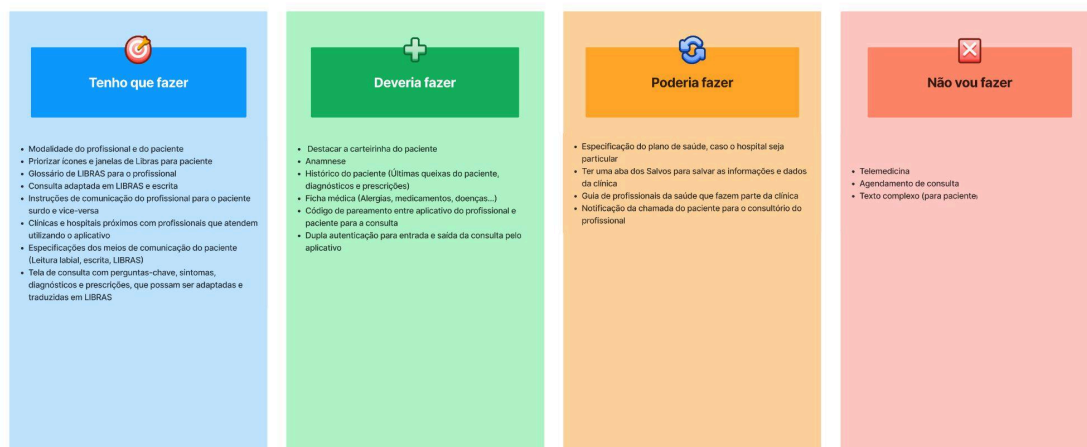 Tenho que fazer
• Modalidade do profissional e do paciente
• Priorizar ícones e janelas de Libras para paciente
• Glossário de LIBRAS para o profissional
• Consulta adaptada em LIBRAS e escrita
• Instruções de comunicação do profissional para o paciente
surdo e vice-versa
• Clínicas e hospitais próximos com profissionais que atendem
utilizando o aplicativo
• Especificações dos meios de comunicação do paciente
(Leitura labial, escrita, LIBRAS)
• Tela de consulta com perguntas-chave, sintomas,
diagnósticos e prescrições, que possam ser adaptadas e
traduzidas em LIBRAS
Deveria fazer
• Destacar a carteirinha do paciente
• Anamnese
• Histórico do paciente (Últimas queixas do paciente,
diagnósticos e prescrições)
• Ficha médica (Alergias, medicamentos, doenças...)
• Código de pareamento entre aplicativo do profissional e
paciente para a consulta
• Dupla autenticação para entrada e saída da consulta pelo
aplicativo
Poderia fazer
• Especificação do plano de saúde, caso o hospital seja
particular
• Ter uma aba dos Salvos para salvar as informações e dados
da clínica
• Guia de profissionais da saúde que fazem parte da clínica
• Notificação da chamada do paciente para o consultório do
profissional
Não vou fazer
• Telemedicina
• Agendamento de consulta
• Texto complexo (para paciente)